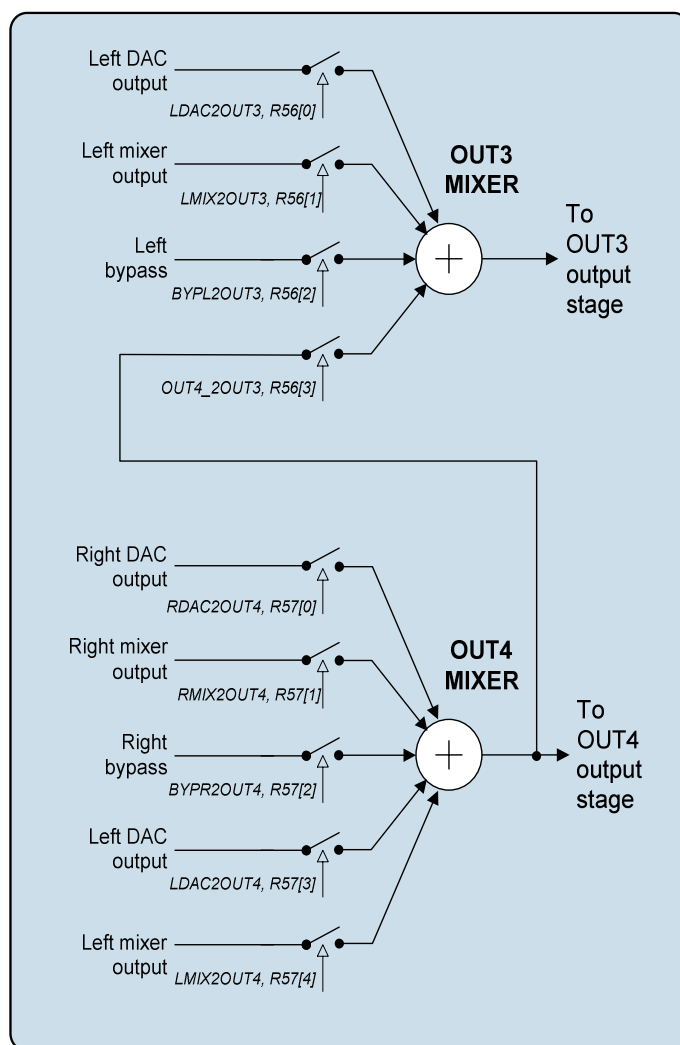 Left DAC
output
LDAC2OUT3, R56[0]
Left mixer
output
LMIX2OUT3, R56[1]
OUT3
MIXER
Left
bypass
BYPL2OUT3, R56[2]
To
OUT3
output
stage
OUT4_2OUT3, R56[3]
Right DAC
output
RDAC2OUT4, R57[0]
Right mixer
output
RMIX2OUT4, R57[1]
OUT4
MIXER
Right
bypass
BYPR2OUT4, R57[2]
To
OUT4
output
stage
Left DAC
output
LDAC2OUT4, R57[3]
Left mixer
output
LMIX2OUT4, R57[4]